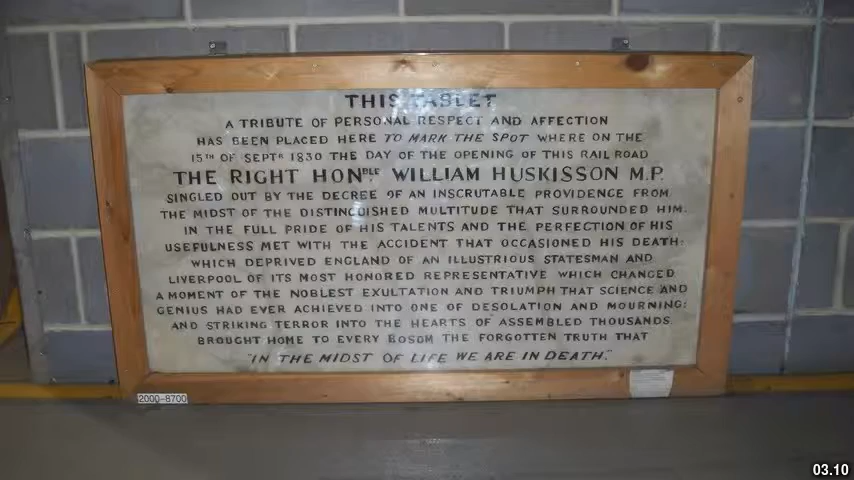 THIS TABLET
A TRIBUTE OF PERSONAL RESPECT AND AFFECTION
HAS BEEN PLACED HERE TO MARK THE SPOT WHERE ON THE
15TH OF SEPTR 1830 THE DAY OF THE OPENING OF THIS RAIL ROAD
THE RIGHT HONBLE WILLIAM HUSKISSON M.P.
SINGLED OUT BY THE DECREE OF AN INSCRUTABLE PROVIDENCE FROM
THE MIDST OF THE DISTINGUISHED MULTITUDE THAT SURROUNDED HIM.
IN THE FULL PRIDE OF HIS TALENTS AND THE PERFECTION OF HIS
USEFULNESS MET WITH THE ACCIDENT THAT OCCASIONED HIS DEATH:
WHICH DEPRIVED ENGLAND OF AN ILLUSTRIOUS STATESMAN AND
LIVERPOOL OF ITS MOST HONORED REPRESENTATIVE WHICH CHANGED
A MOMENT OF THE NOBLEST EXULTATION AND TRIUMPH THAT SCIENCE AND
GENIUS HAD EVER ACHIEVED INTO ONE OF DESOLATION AND MOURNING:
AND STRIKING TERROR INTO THE HEARTS OF ASSEMBLED THOUSANDS.
BROUGHT HOME TO EVERY BOSOM THE FORGOTTEN TRUTH THAT
"IN THE MIDST OF LIFE WE ARE IN DEATH."
2000-8700
03.10